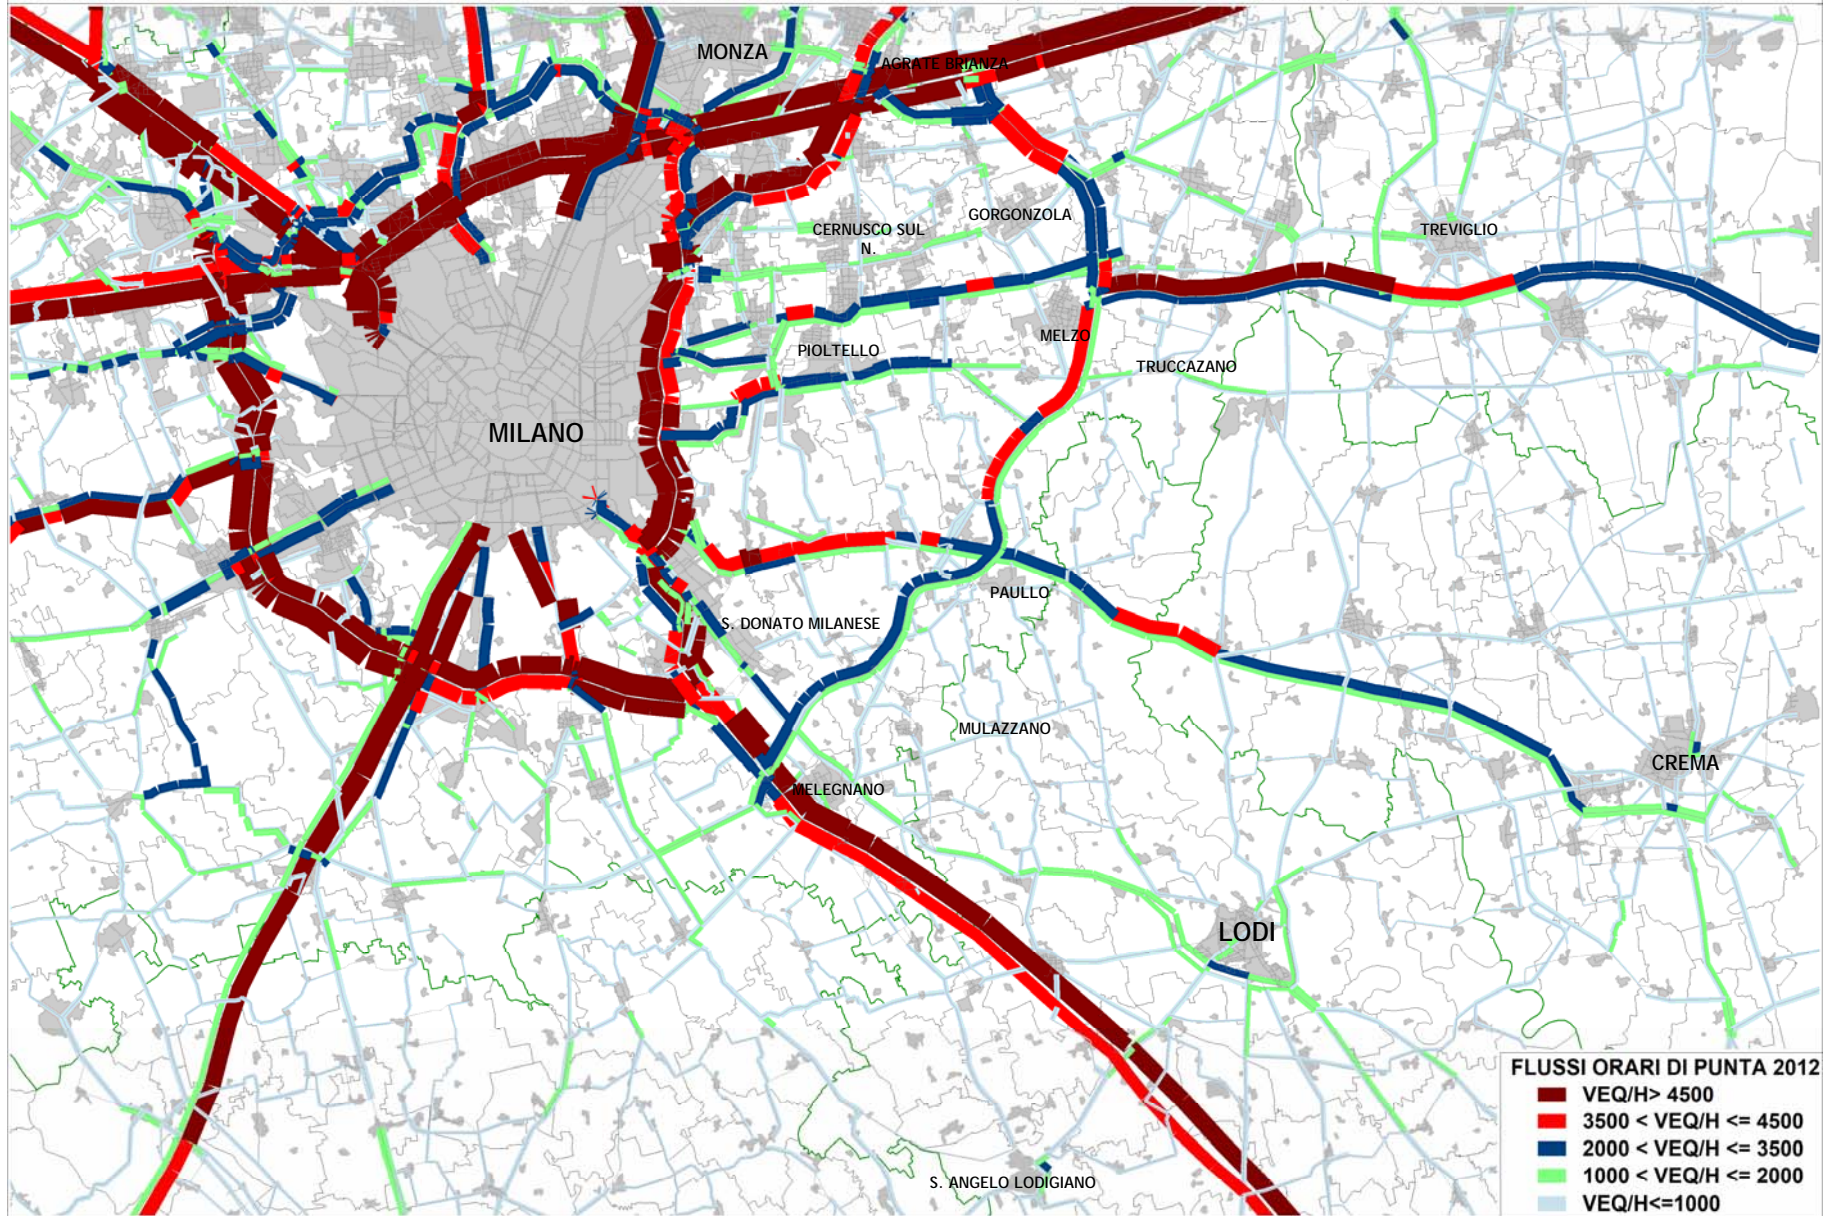 MONZA
AGRATE BRIANZA
GORGONZOLA
CERNUSCO SUL
N.
TREVIGLIO
MELZO
PIOLTELLO
TRUCCAZANO
MILANO
PAULLO
S. DONATO MILANESE
MULAZZANO
CREMA
MELEGNANO
LODI
S. ANGELO LODIGIANO
FLUSSI ORARI DI PUNTA 2012
VEQ/H> 4500
3500 < VEQ/H <= 4500
2000 < VEQ/H <= 3500
1000 < VEQ/H <= 2000
VEQ/H<=1000